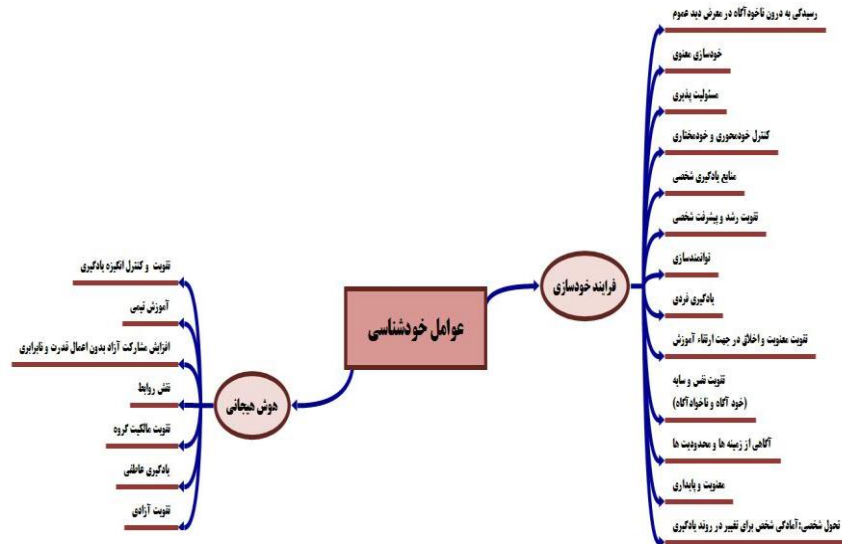 رسیدگی به درون ناخودآگاه در معرض دید عموم
خودسازی معنوی
مسئولیت پذیری
کنترل خودمحوری و خودمختاری
منابع یادگیری شخصی
تقویت رشد و پیشرفت شخصی
توانمندسازی
یادگیری فردی
تقویت معنویت و اخلاق در جهت ارتقاء آموزش
تقویت نفس و سایه
(خود آگاه و ناخوادآگاه)
آگاهی از زمینه ها و محدودیت ها
معنویت و پایداری
تحول شخصی:آمادگی شخص برای تغییر در روند یادگیری
فرایند خودسازی
عوامل خودشناسی
هوش هیجانی
تقویت و کنترل انگیزه یادگیری
آموزش تیمی
افزایش مشارکت آزاد بدون اعمال قدرت و نابرابری
نقش روابط
تقویت مالکیت گروه
یادگیری عاطفی
تقویت آزادی